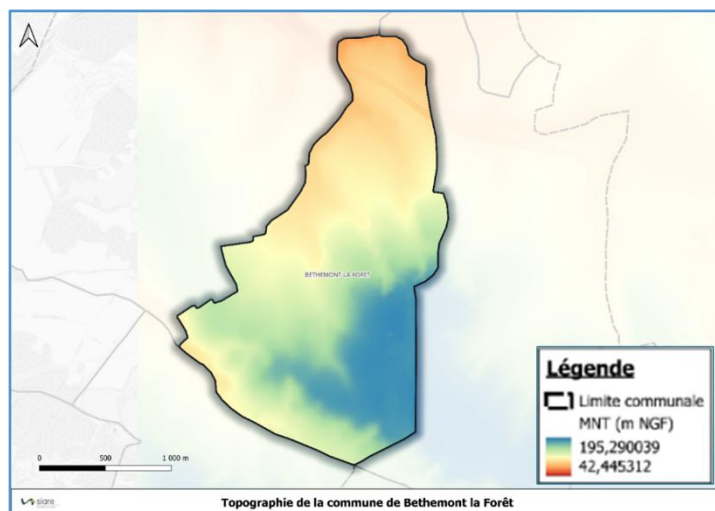 BETHEMONT-LA-FORET
Légende
Limite communale
MNT (m NGF)
195,290039
42,445312
0 500 1 000 m
siare
Topographie de la commune de Bethemont la Forêt